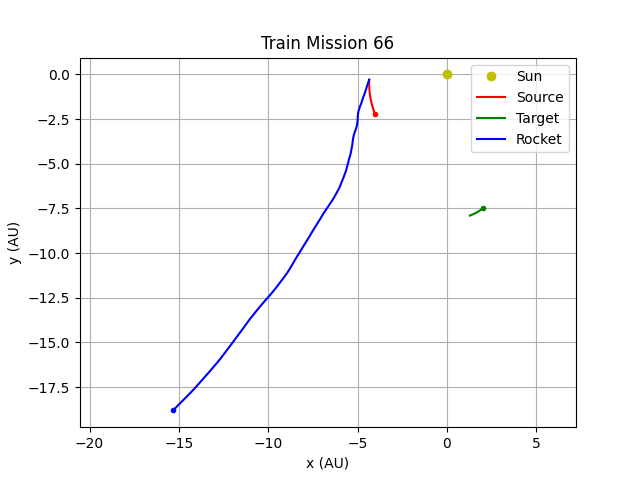 Train Mission 66
Sun
Source
Target
Rocket
0.0
−2.5
−5.0
−7.5
−10.0
−12.5
−15.0
−17.5
y (AU)
−20
−15
−10
−5
0
5
x (AU)